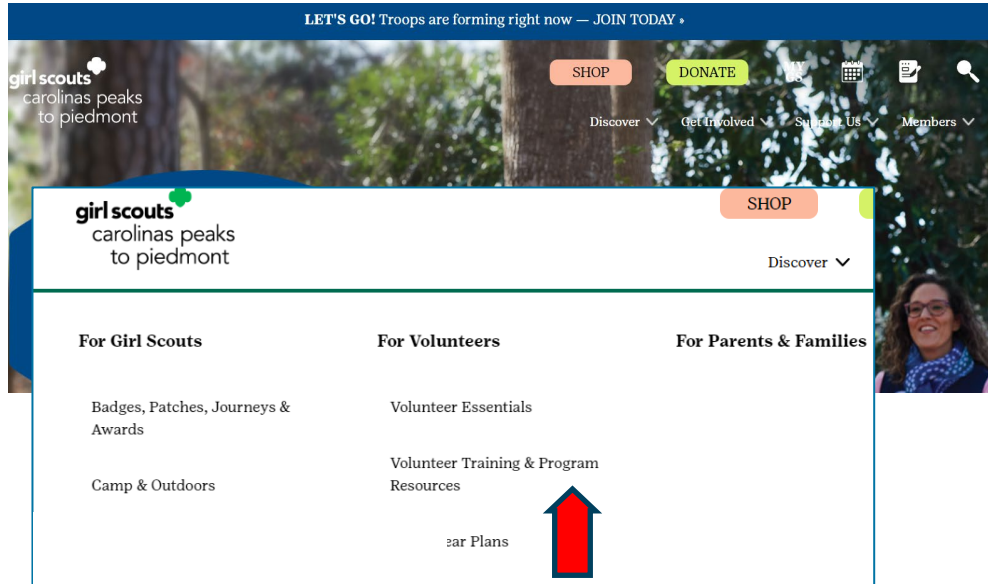 LET'S GO! Troops are forming right now — JOIN TODAY »
girl scouts
carolinas peaks
to piedmont
SHOP
DONATE
MY
GS
Discover
Get Involved
Support Us
Members
girl scouts
carolinas peaks
to piedmont
SHOP
Discover
For Girl Scouts
For Volunteers
For Parents & Families
Badges, Patches, Journeys &
Awards
Volunteer Essentials
Camp & Outdoors
Volunteer Training & Program
Resources
ear Plans